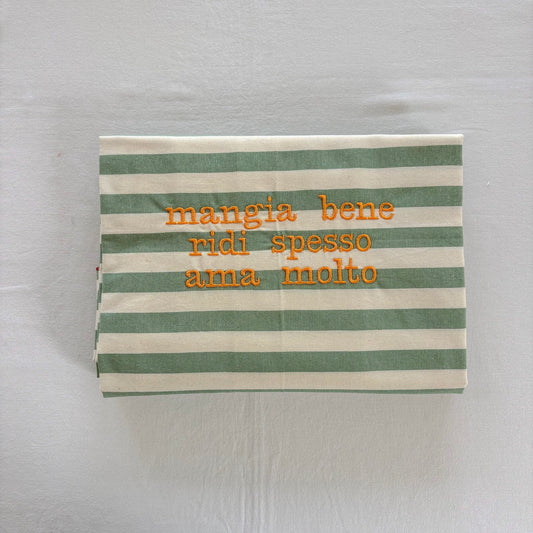 mangia bene
ridi spesso
ama molto